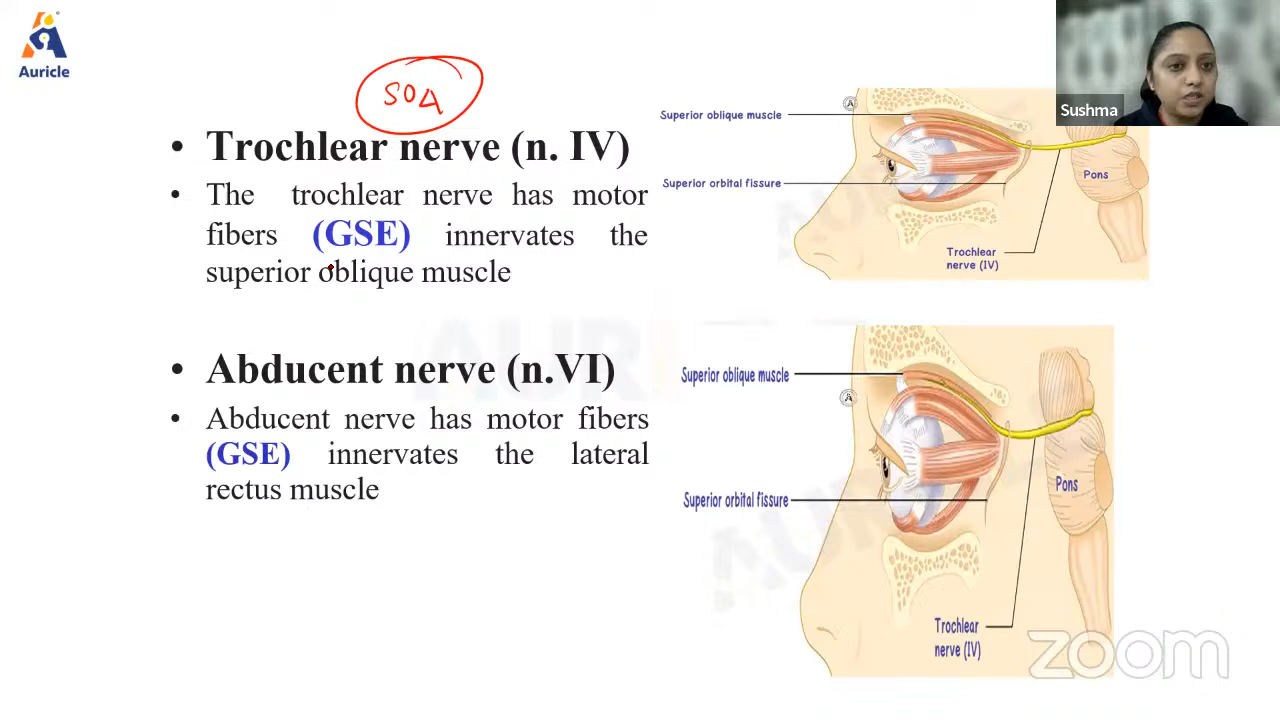 Auricle
SO4
• Trochlear nerve (n. IV)
• The trochlear nerve has motor
fibers (GSE) innervates the
superior oblique muscle
• Abducent nerve (n.VI)
• Abducent nerve has motor fibers
(GSE) innervates the lateral
rectus muscle
Superior oblique muscle
Superior orbital fissure
Pons
Trochlear
nerve (IV)
Sushma
Superior oblique muscle
Superior orbital fissure
Pons
Trochlear
nerve (IV)
zoom